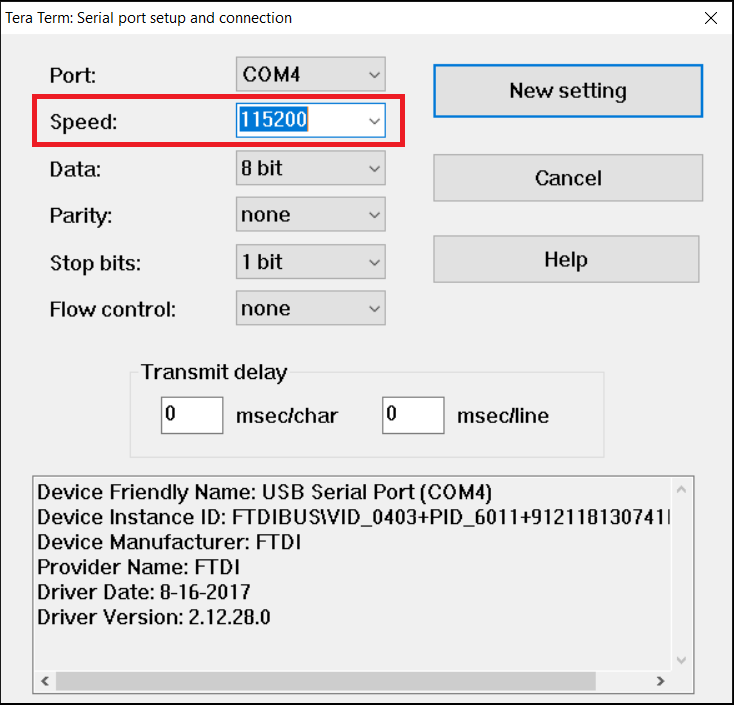 Tera Term: Serial port setup and connection
Port: COM4
New setting
Speed: 115200
Data: 8 bit
Cancel
Parity: none
Stop bits: 1 bit
Help
Flow control: none
Transmit delay
0 msec/char 0 msec/line
Device Friendly Name: USB Serial Port (COM4)
Device Instance ID: FTDIBUS\VID_0403+PID_6011+912118130741
Device Manufacturer: FTDI
Provider Name: FTDI
Driver Date: 8-16-2017
Driver Version: 2.12.28.0